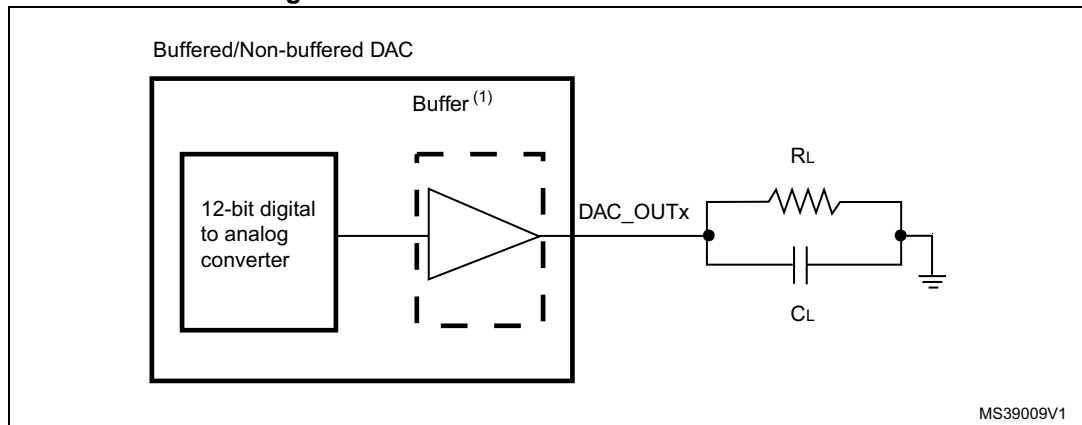 Buffered/Non-buffered DAC
Buffer (1)
12-bit digital
to analog
converter
DAC_OUTx
RL
CL
MS39009V1